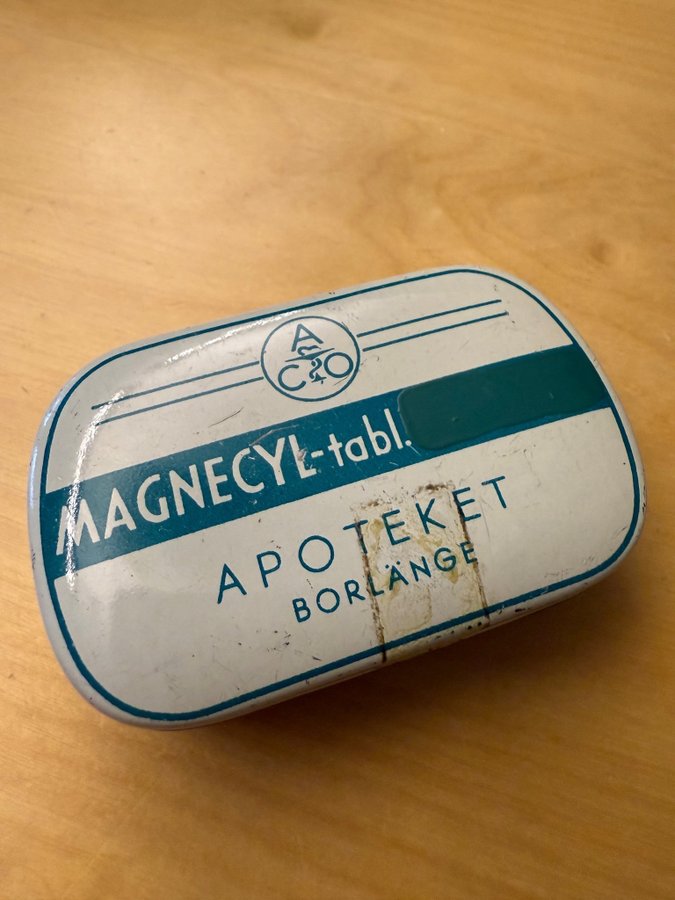 ACO
MAGNECYL-tabl.
APOTEKET
BORLÄNGE